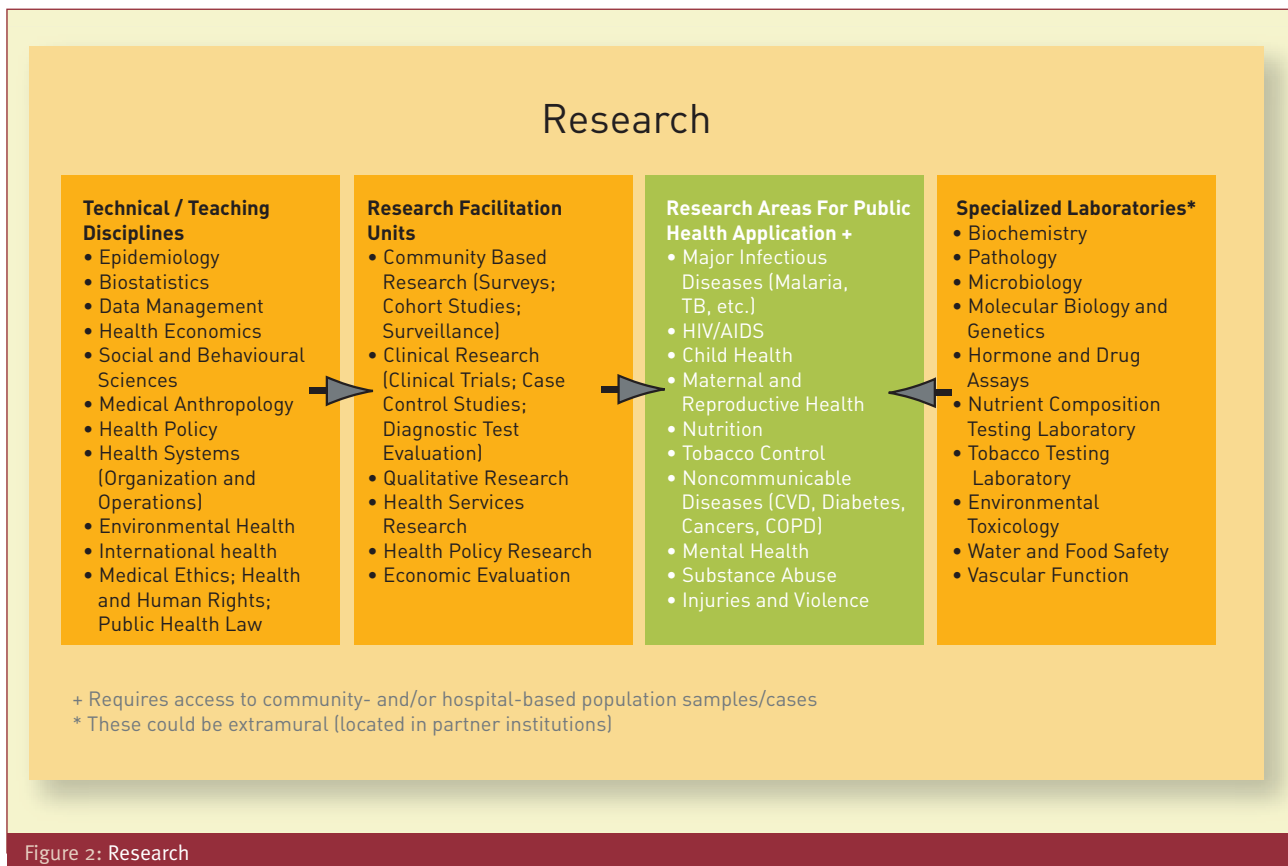 Research
Technical / Teaching
Disciplines
• Epidemiology
• Biostatistics
• Data Management
• Health Economics
• Social and Behavioural
Sciences
• Medical Anthropology
• Health Policy
• Health Systems
(Organization and
Operations)
• Environmental Health
• International health
• Medical Ethics; Health
and Human Rights;
Public Health Law
Research Facilitation
Units
• Community Based
Research (Surveys;
Cohort Studies;
Surveillance)
• Clinical Research
(Clinical Trials; Case
Control Studies;
Diagnostic Test
Evaluation)
• Qualitative Research
• Health Services
Research
• Health Policy Research
• Economic Evaluation
Research Areas For Public
Health Application +
• Major Infectious
Diseases (Malaria,
TB, etc.)
• HIV/AIDS
• Child Health
• Maternal and
Reproductive Health
• Nutrition
• Tobacco Control
• Noncommunicable
Diseases (CVD, Diabetes,
Cancers, COPD)
• Mental Health
• Substance Abuse
• Injuries and Violence
Specialized Laboratories*
• Biochemistry
• Pathology
• Microbiology
• Molecular Biology and
Genetics
• Hormone and Drug
Assays
• Nutrient Composition
Testing Laboratory
• Tobacco Testing
Laboratory
• Environmental
Toxicology
• Water and Food Safety
• Vascular Function
+ Requires access to community- and/or hospital-based population samples/cases
* These could be extramural (located in partner institutions)
Figure 2: Research